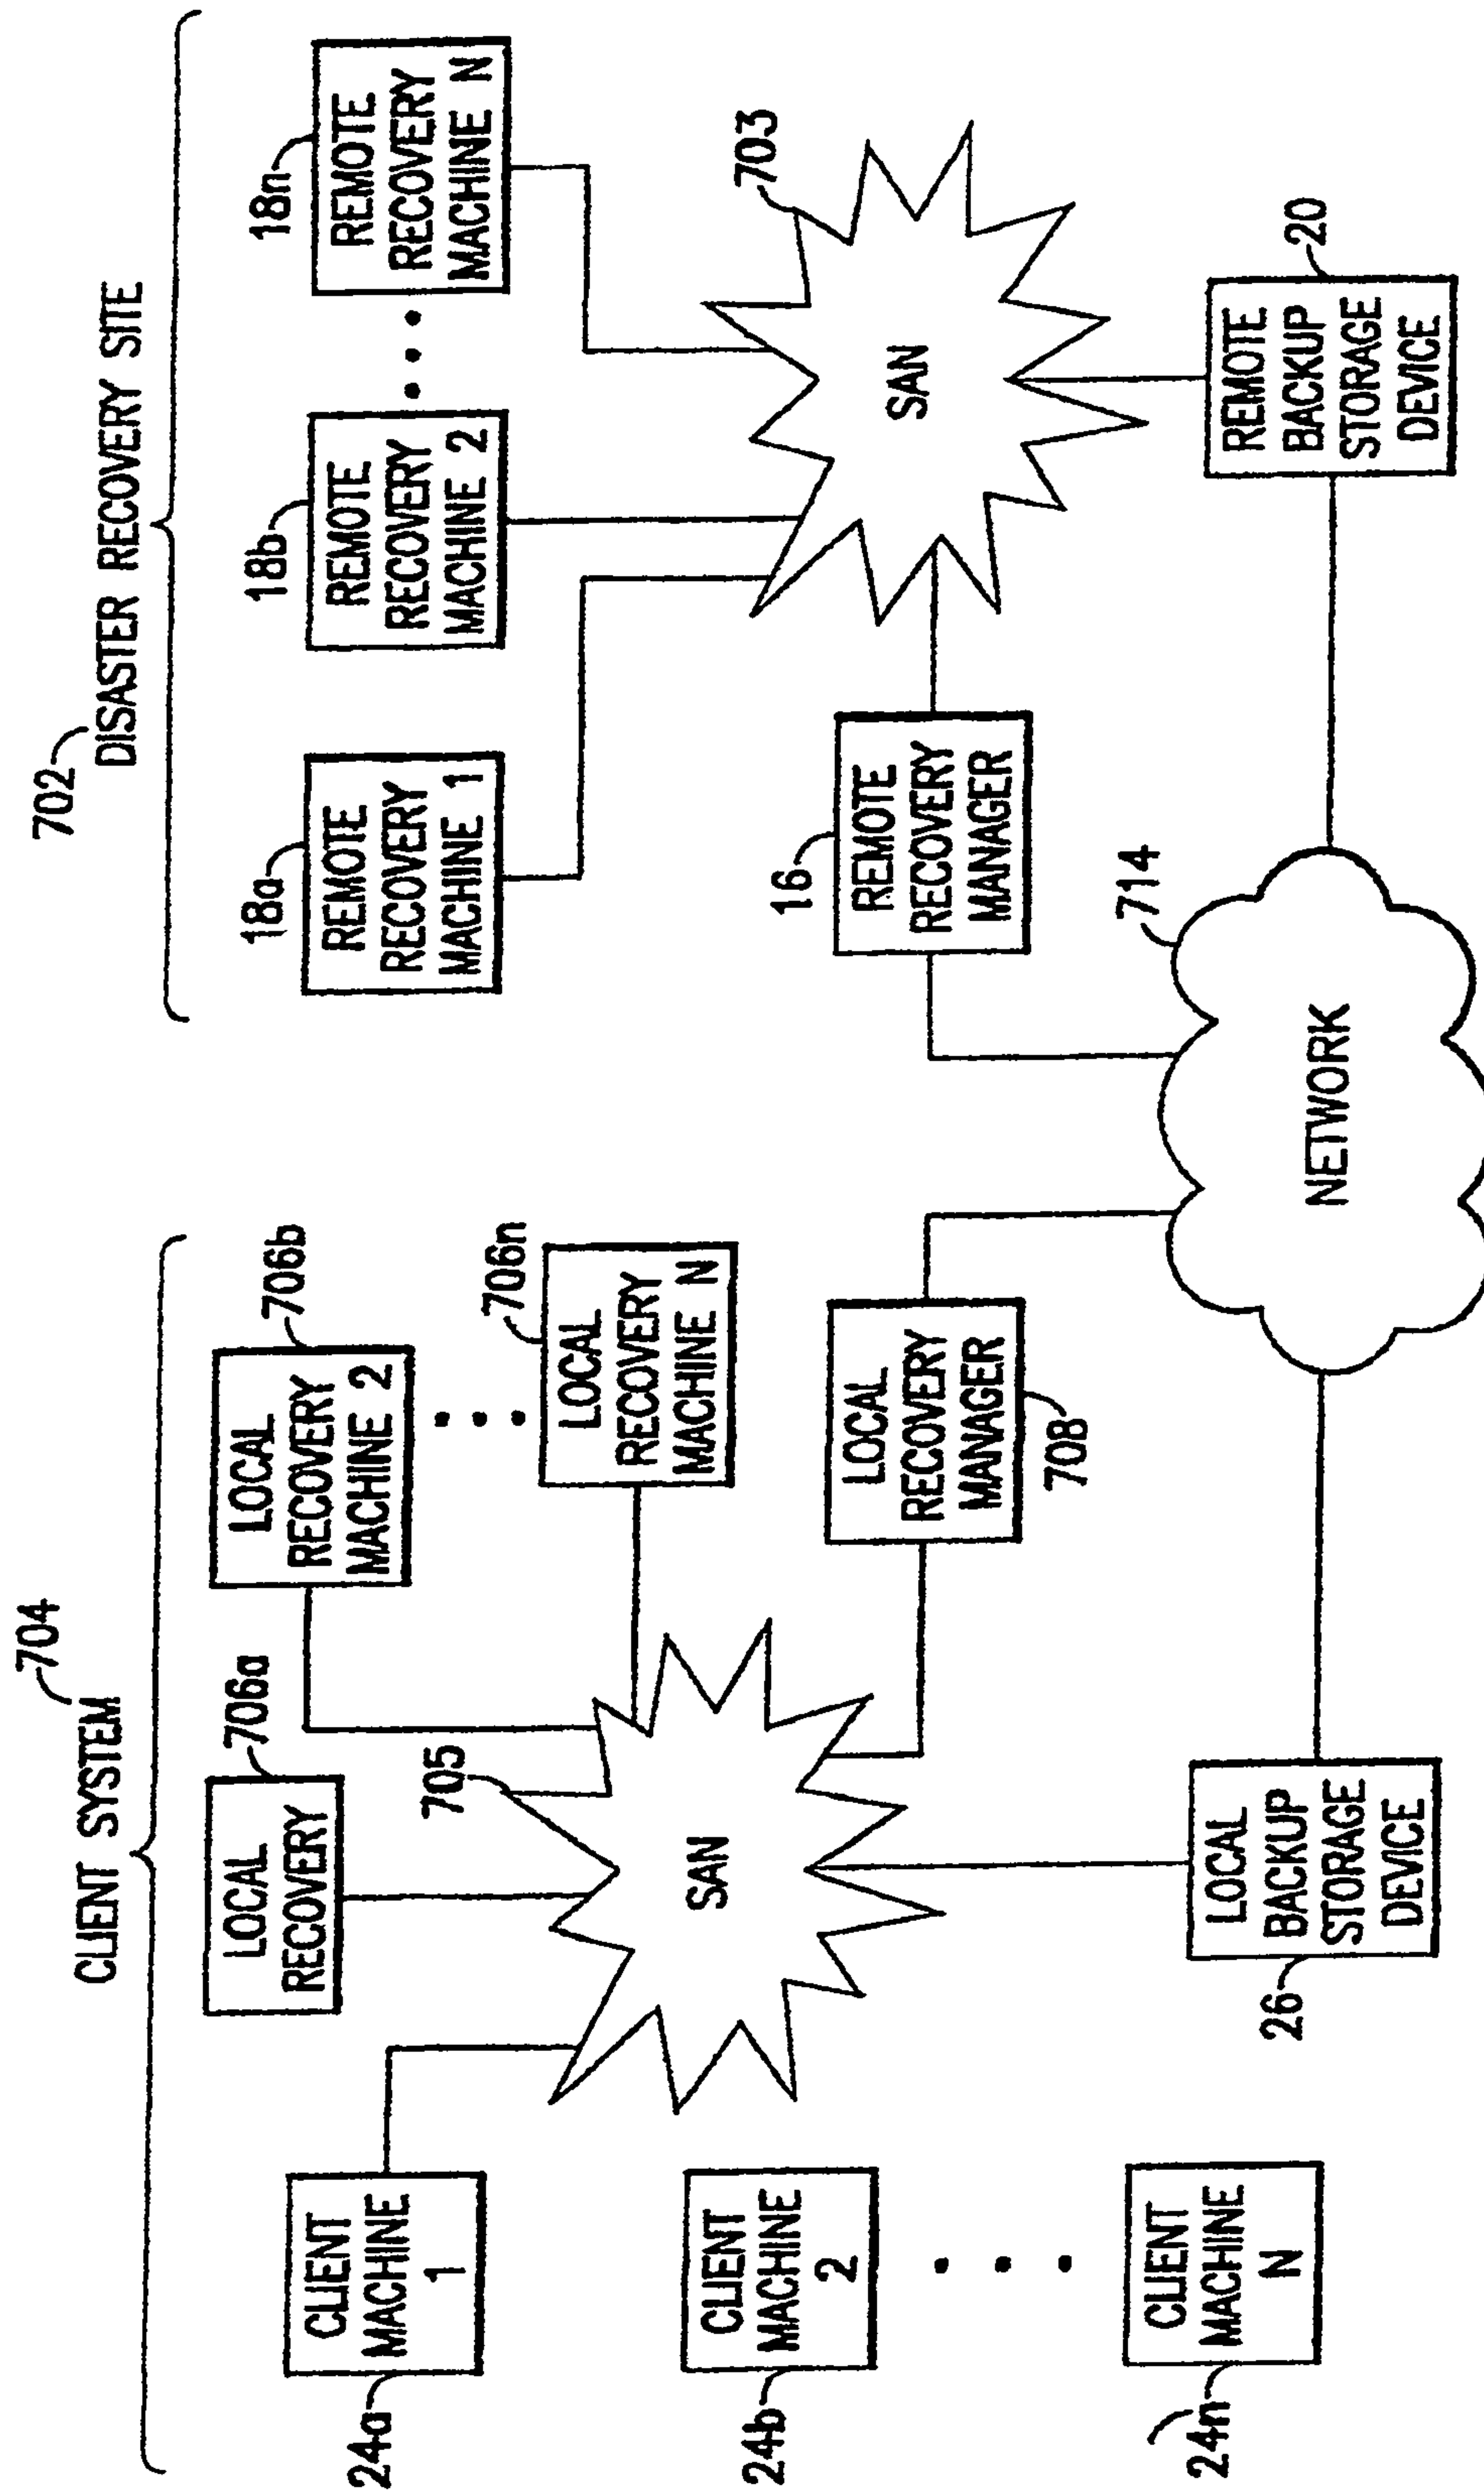 704
CLIENT SYSTEM
702
DISASTER RECOVERY SITE
24a
CLIENT
MACHINE
1
24b
CLIENT
MACHINE
2
24n
CLIENT
MACHINE
N
706a
LOCAL
RECOVERY
706b
LOCAL
RECOVERY
MACHINE 2
706n
LOCAL
RECOVERY
MACHINE N
705
SAN
LOCAL
RECOVERY
MANAGER
708
26
LOCAL
BACKUP
STORAGE
DEVICE
NETWORK
714
18a
REMOTE
RECOVERY
MACHINE 1
18b
REMOTE
RECOVERY
MACHINE 2
18n
REMOTE
RECOVERY
MACHINE N
703
SAN
16
REMOTE
RECOVERY
MANAGER
20
REMOTE
BACKUP
STORAGE
DEVICE